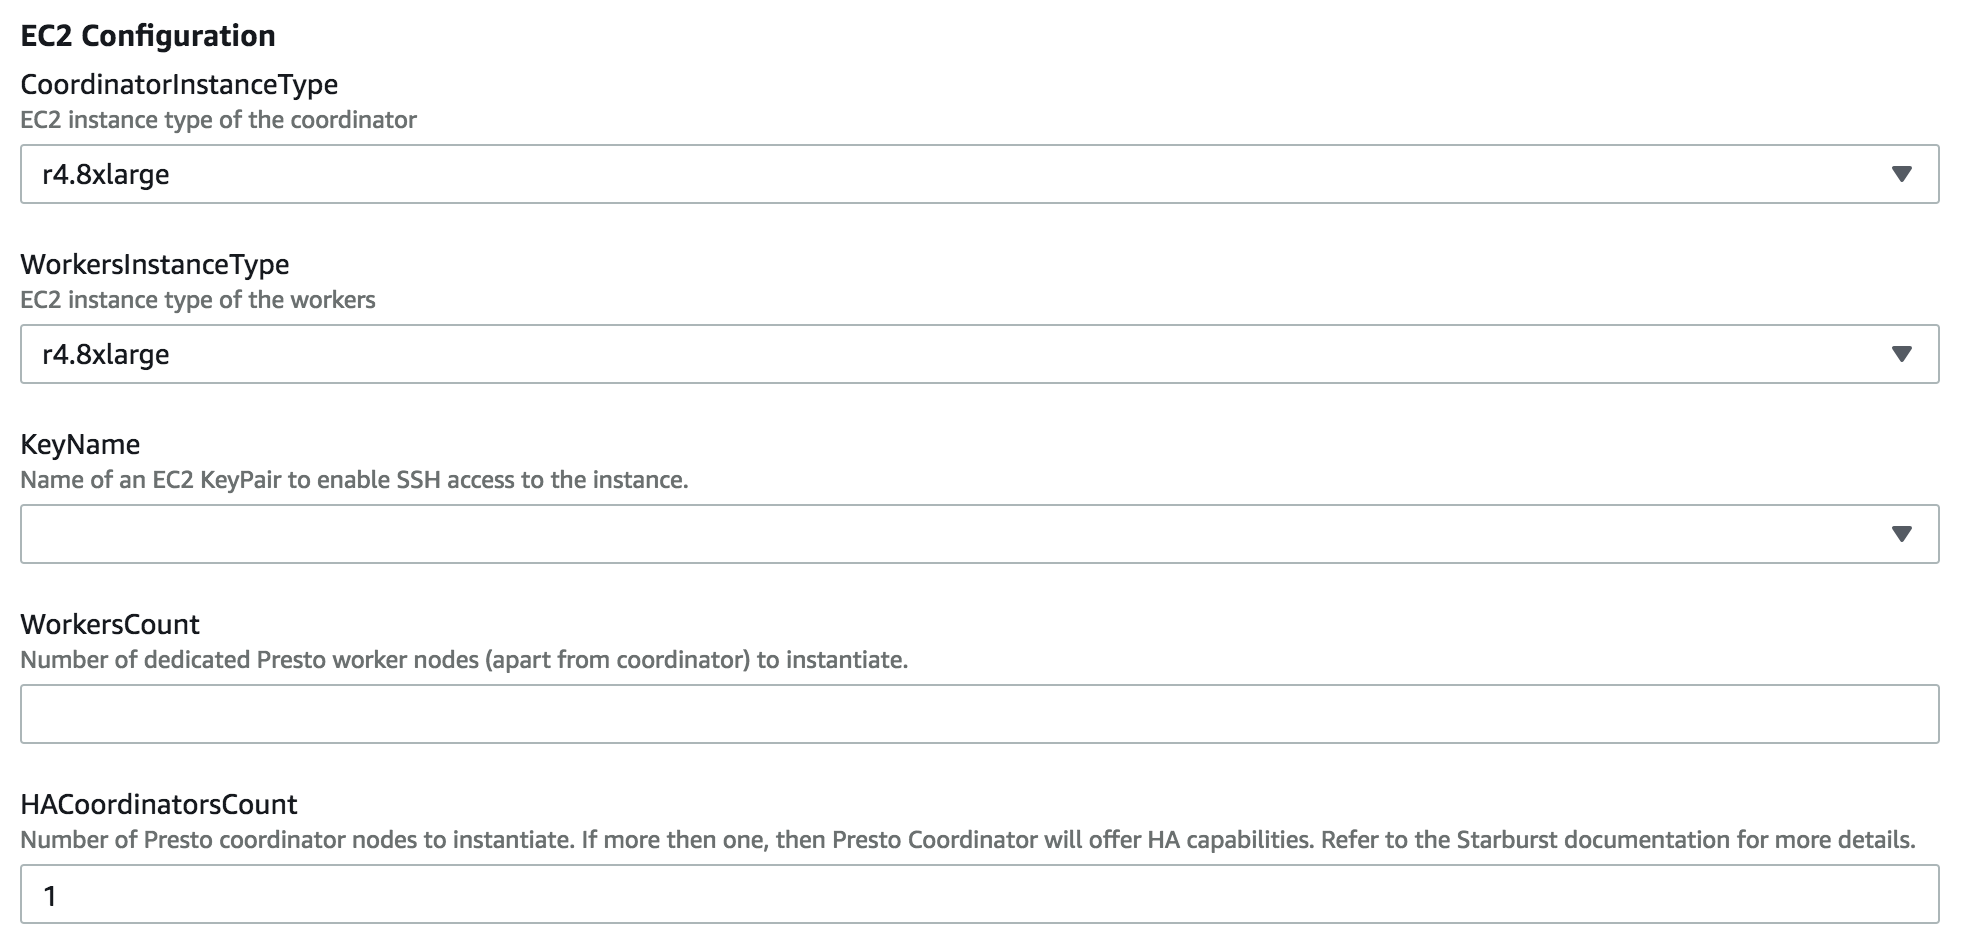 EC2 Configuration
CoordinatorInstanceType
EC2 instance type of the coordinator
r4.8xlarge
WorkersInstanceType
EC2 instance type of the workers
r4.8xlarge
KeyName
Name of an EC2 KeyPair to enable SSH access to the instance.
WorkersCount
Number of dedicated Presto worker nodes (apart from coordinator) to instantiate.
HACoordinatorsCount
Number of Presto coordinator nodes to instantiate. If more then one, then Presto Coordinator will offer HA capabilities. Refer to the Starburst documentation for more details.
1